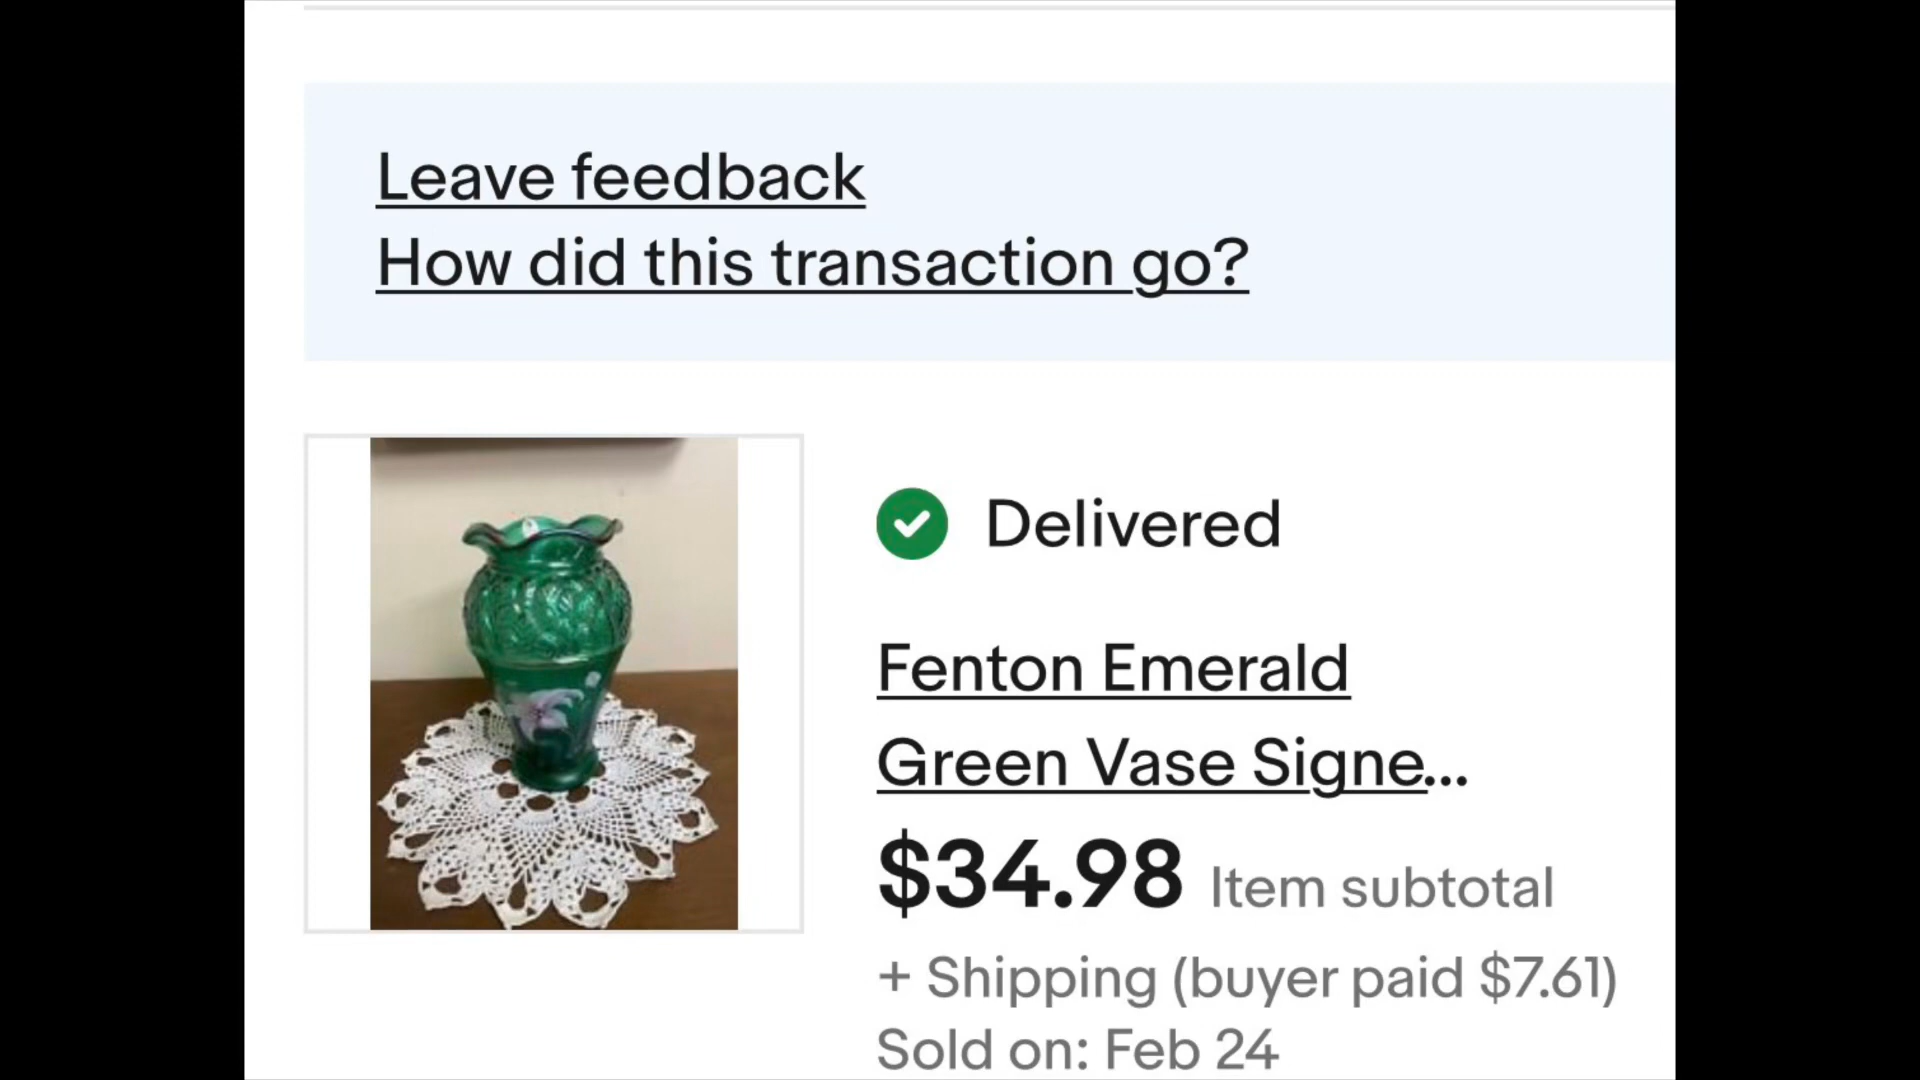 Leave feedback
How did this transaction go?
Delivered
Fenton Emerald
Green Vase Signe...
$34.98 Item subtotal
+ Shipping (buyer paid $7.61)
Sold on: Feb 24